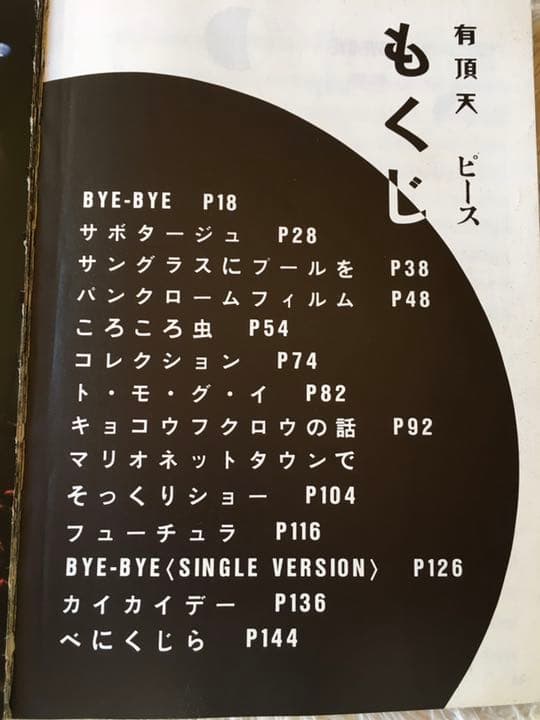 有頂天 ピース
もくじ
BYE-BYE P18
サボタージュ P28
サングラスにプールを P38
パンクロームフィルム P48
ころころ虫 P54
コレクション P74
ト・モ・グ・イ P82
キョコウフクロウの話 P92
マリオネットタウンで
そっくりショー P104
フューチュラ P116
BYE-BYE〈SINGLE VERSION〉 P126
カイカイデー P136
べにくじら P144